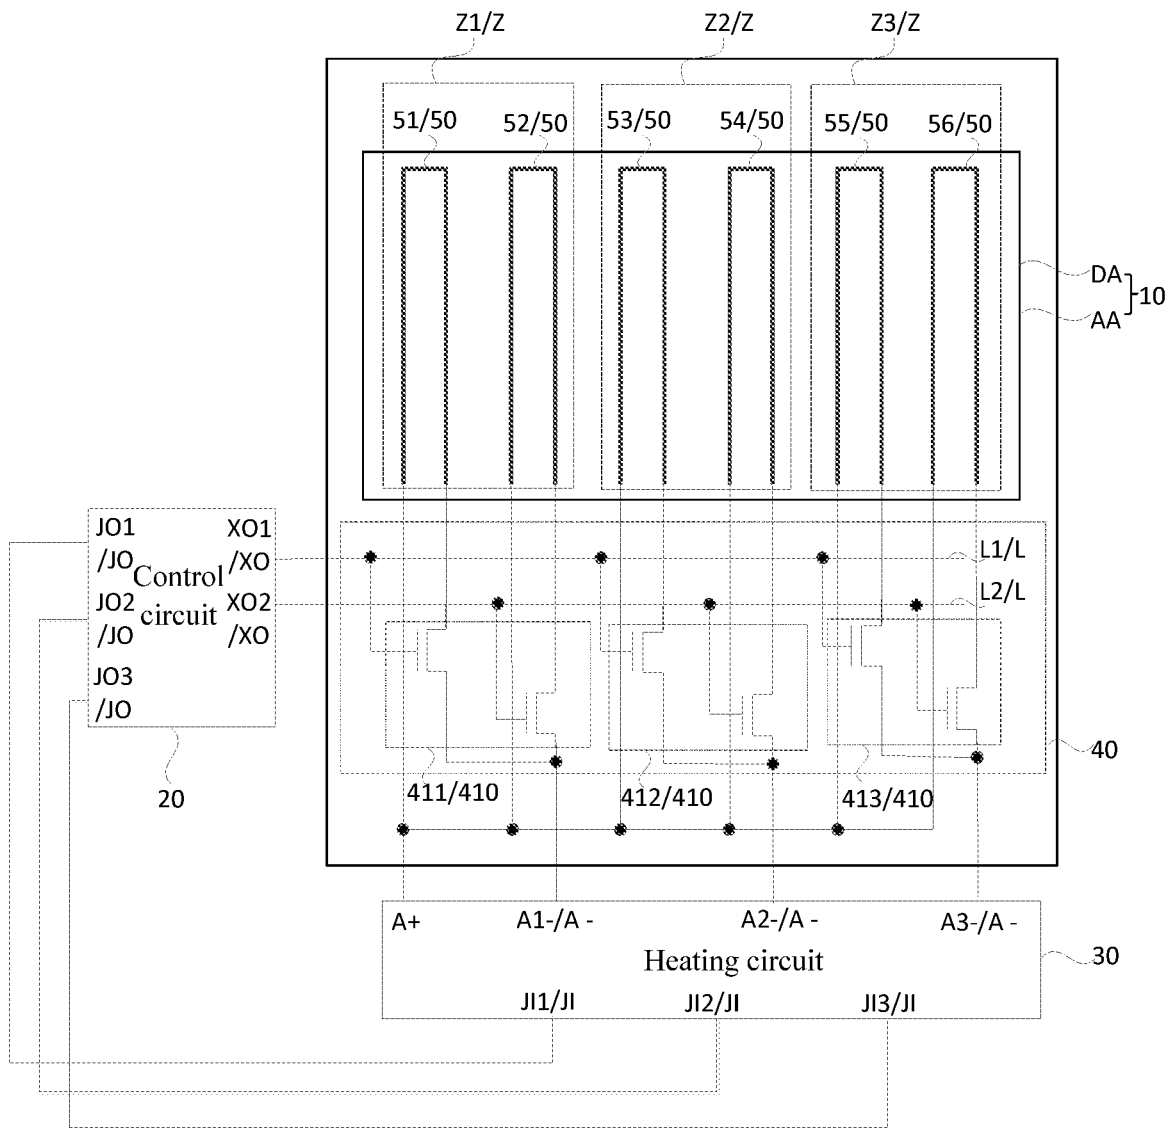 Z1/Z Z2/Z Z3/Z
51/50 52/50 53/50 54/50 55/50 56/50
DA
10
AA
JO1 XO1
/JO /XO
Control
JO2 XO2
circuit
/JO /XO
JO3
/JO
20
L1/L
L2/L
40
411/410 412/410 413/410
A+ A1-/A - A2-/A - A3-/A -
Heating circuit
30
JI1/JI JI2/JI JI3/JI